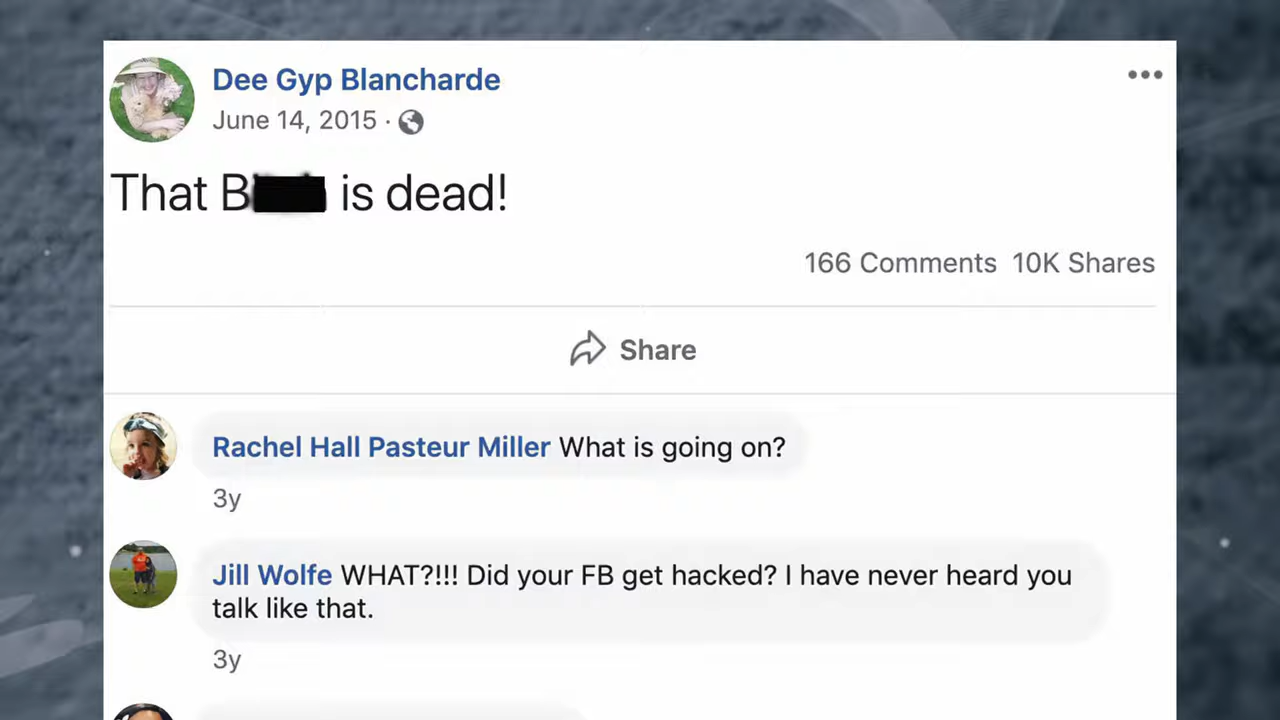 Dee Gyp Blancharde
June 14, 2015 ·
That B is dead!
166 Comments 10K Shares
Share
Rachel Hall Pasteur Miller What is going on?
3y
Jill Wolfe WHAT?!!! Did your FB get hacked? I have never heard you
talk like that.
3y